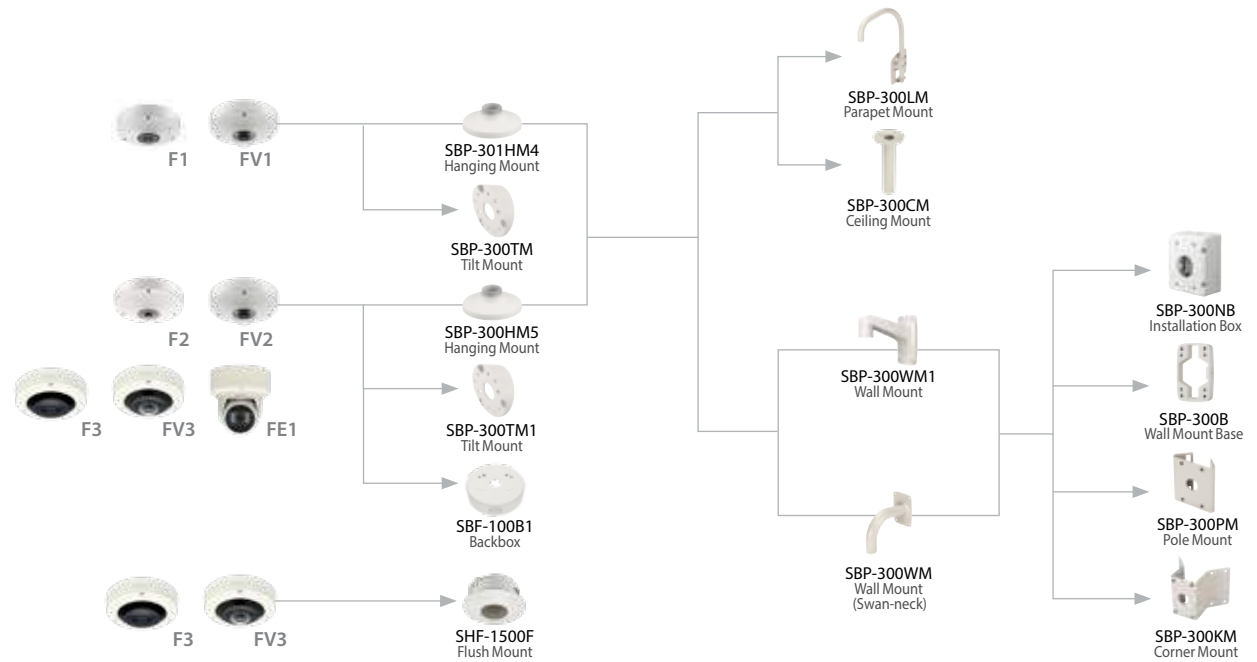 F1
FV1
SBP-301HM4
Hanging Mount
SBP-300TM
Tilt Mount
F2
FV2
SBP-300HM5
Hanging Mount
F3
FV3
FE1
SBP-300TM1
Tilt Mount
SBF-100B1
Backbox
F3
FV3
SHF-1500F
Flush Mount
SBP-300LM
Parapet Mount
SBP-300CM
Ceiling Mount
SBP-300WM1
Wall Mount
SBP-300WM
Wall Mount
(Swan-neck)
SBP-300NB
Installation Box
SBP-300B
Wall Mount Base
SBP-300PM
Pole Mount
SBP-300KM
Corner Mount